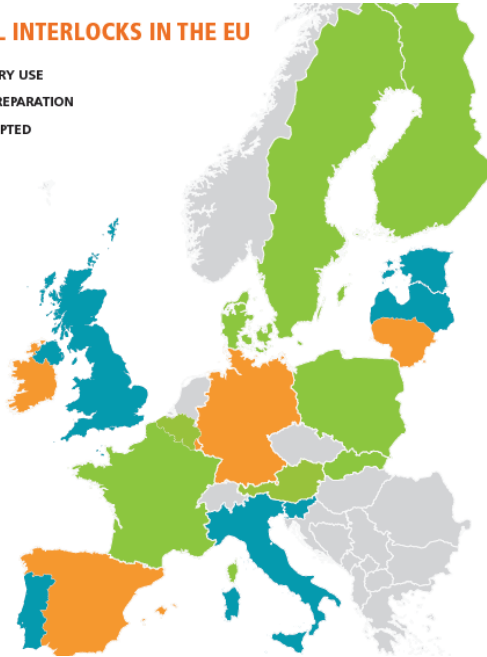 L INTERLOCKS IN THE EU
RY USE
REPARATION
PTED